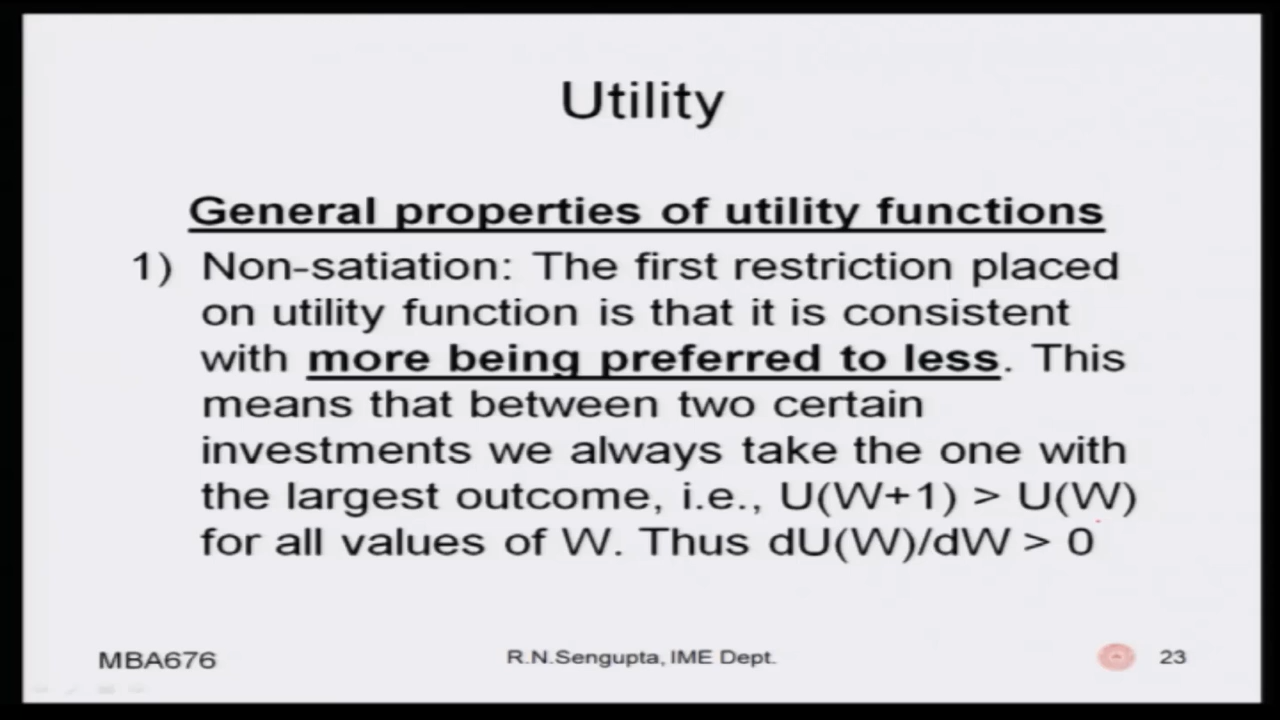 Utility
General properties of utility functions
1) Non-satiation: The first restriction placed
on utility function is that it is consistent
with more being preferred to less. This
means that between two certain
investments we always take the one with
the largest outcome, i.e., U(W+1) > U(W)
for all values of W. Thus dU(W)/dW > 0
MBA676
R.N.Sengupta, IME Dept.
23